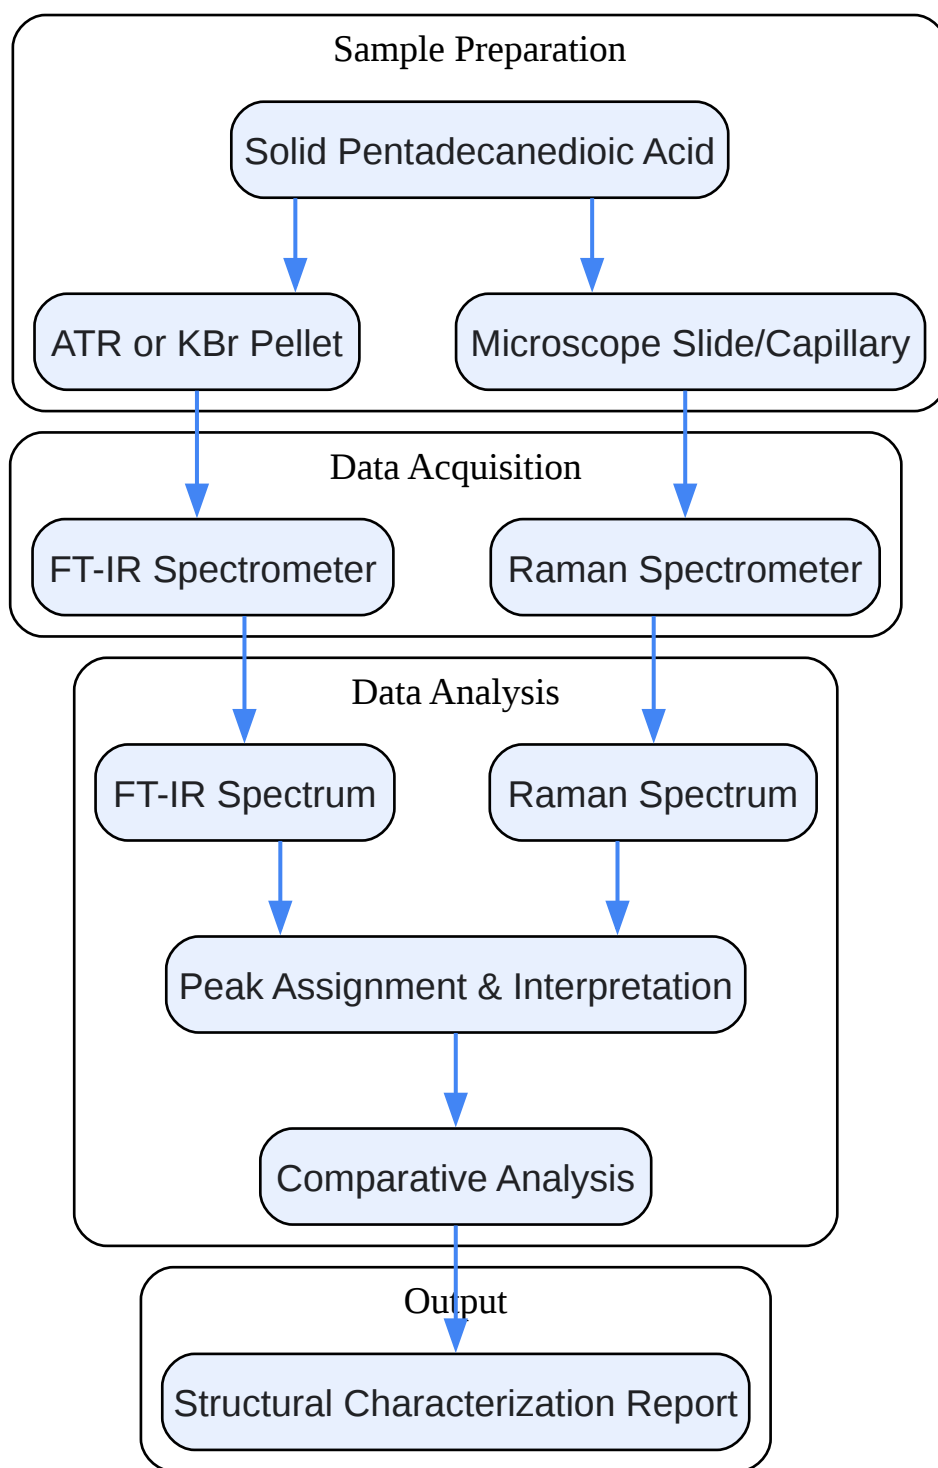 Sample Preparation
Solid Pentadecanedioic Acid
ATR or KBr Pellet
Microscope Slide/Capillary
Data Acquisition
FT-IR Spectrometer
Raman Spectrometer
Data Analysis
FT-IR Spectrum
Raman Spectrum
Peak Assignment & Interpretation
Comparative Analysis
Output
Structural Characterization Report